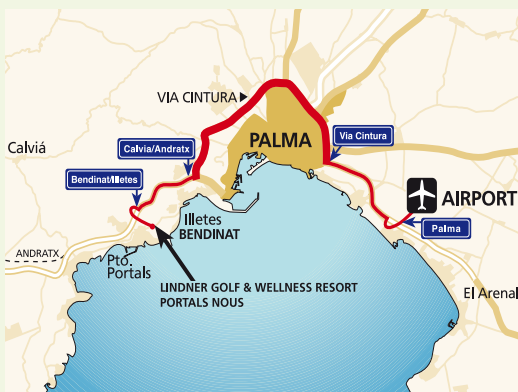 VIA CINTURA
PALMA
Via Cintura
Calviá
Calvia/Andratx
Bendinat/Illetes
AIRPORT
Palma
Illetes
BENDINAT
ANDRATX
Pto.
Portals
LINDNER GOLF & WELLNESS RESORT
PORTALS NOUS
El Arenal